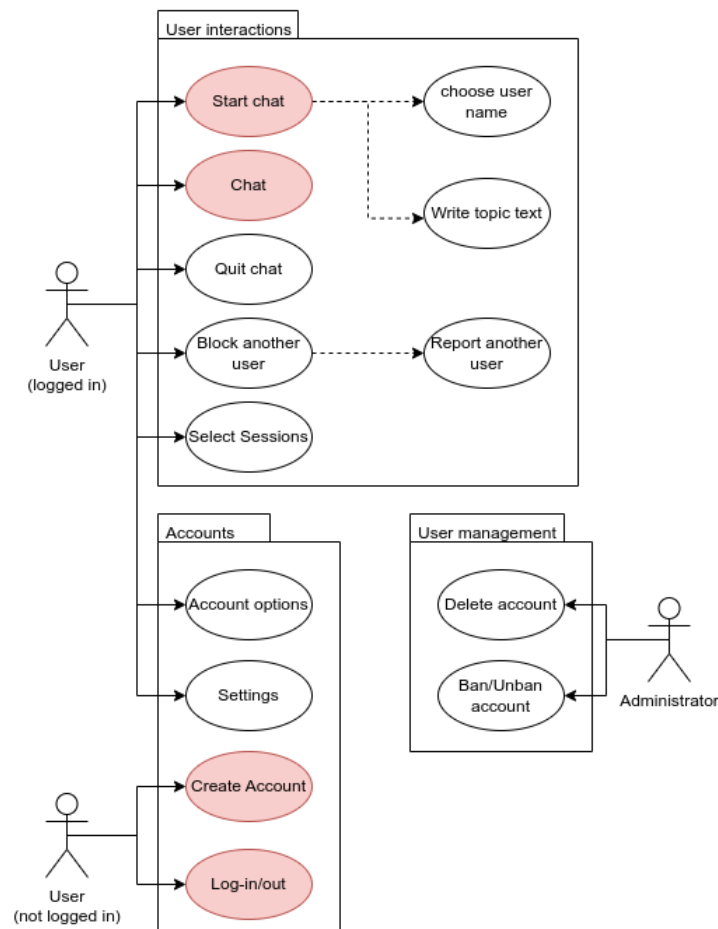 User interactions
Start chat
choose user
name
Chat
Write topic text
Quit chat
User
(logged in)
Block another
user
Report another
user
Select Sessions
Accounts
User management
Account options
Delete account
Settings
Ban/Unban
account
Administrator
Create Account
Log-in/out
User
(not logged in)